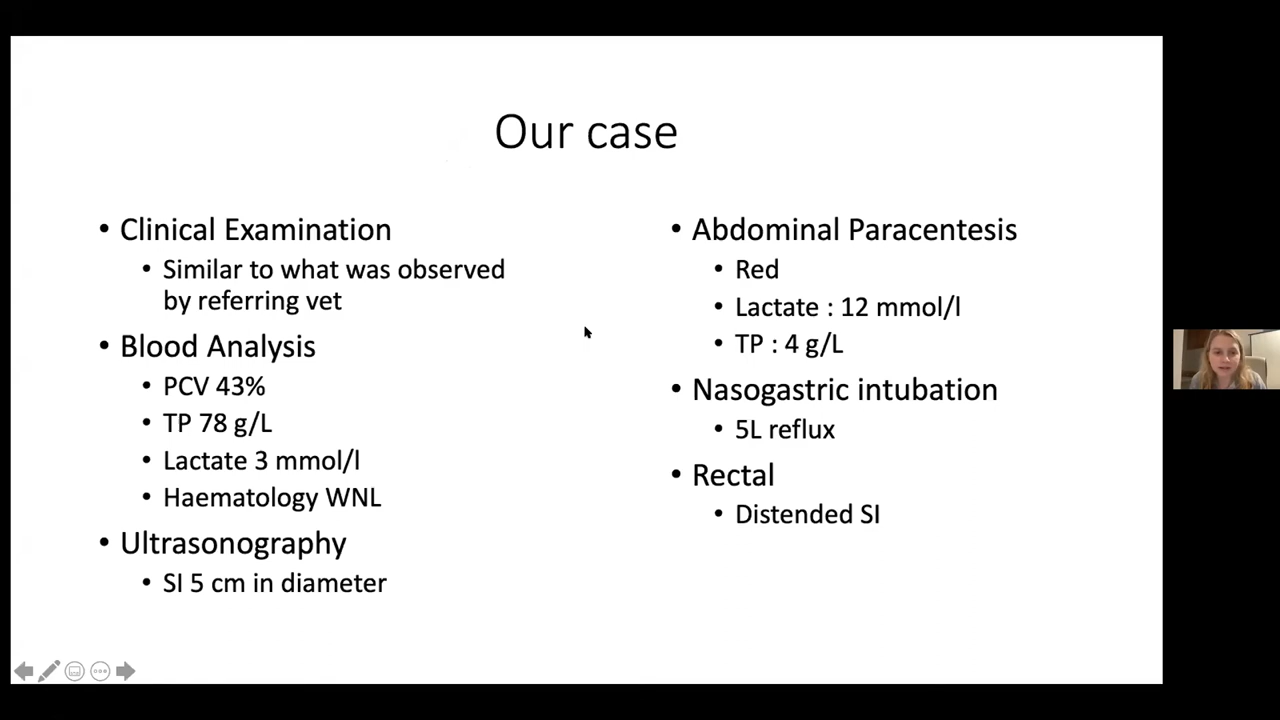 Our case
• Clinical Examination
• Similar to what was observed
by referring vet
• Blood Analysis
• PCV 43%
• TP 78 g/L
• Lactate 3 mmol/l
• Haematology WNL
• Ultrasonography
• SI 5 cm in diameter
• Abdominal Paracentesis
• Red
• Lactate : 12 mmol/l
• TP : 4 g/L
• Nasogastric intubation
• 5L reflux
• Rectal
• Distended SI